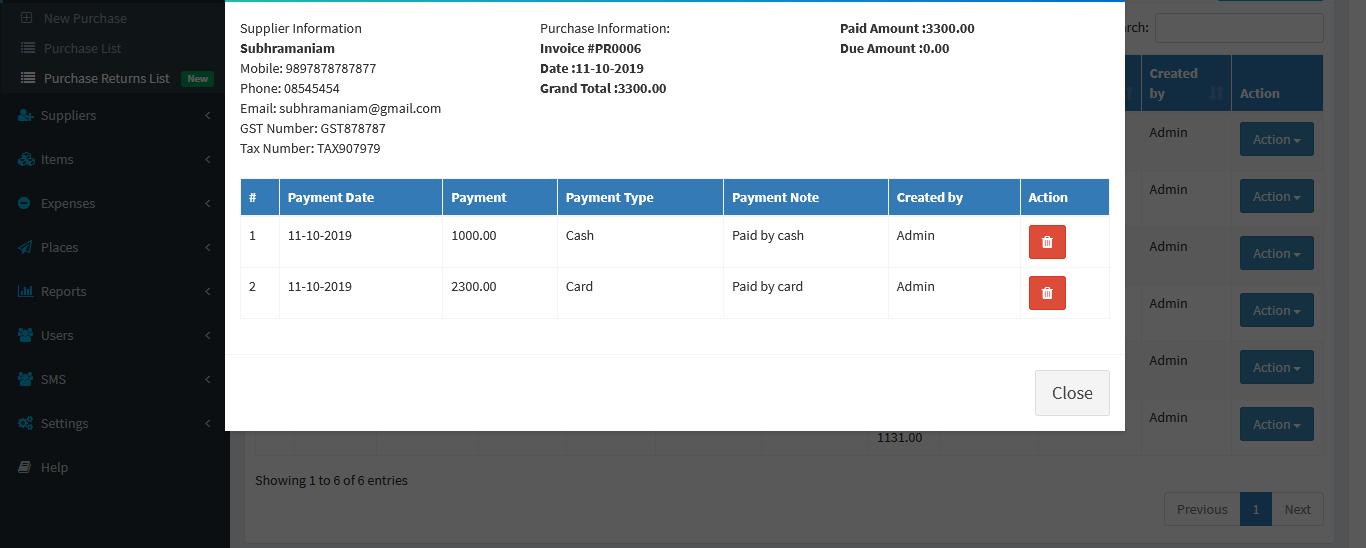 New Purchase
Purchase List
Purchase Returns List New
Suppliers
Items
Expenses
Places
Reports
Users
SMS
Settings
Help
Supplier Information
Subhramaniam
Mobile: 9897878787877
Phone: 08545454
Email: subhramaniam@gmail.com
GST Number: GST878787
Tax Number: TAX907979
Purchase Information:
Invoice #PR0006
Date :11-10-2019
Grand Total :3300.00
Paid Amount :3300.00
Due Amount :0.00
# Payment Date Payment Payment Type Payment Note Created by Action
1 11-10-2019 1000.00 Cash Paid by cash Admin
2 11-10-2019 2300.00 Card Paid by card Admin
Close
rch:
Created by Action
Admin Action
Admin Action
Admin Action
Admin Action
Admin Action
Admin Action
1131.00
Showing 1 to 6 of 6 entries
Previous 1 Next